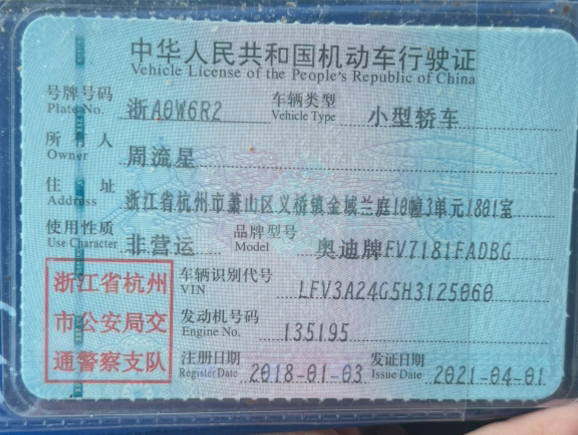 中华人民共和国机动车行驶证
Vehicle License of the People's Republic of China
号牌号码 浙A0W6R2 车辆类型 小型轿车
Plate No. Vehicle Type
所有人 周流星
Owner
住址 浙江省杭州市萧山区义桥镇金城兰庭10幢3单元1801室
Address
使用性质 非营运 品牌型号 奥迪牌FV7181FADBG
Use Character Model
浙江省杭州
市公安局交
通警察支队
车辆识别代号 LFV3A24G5H3125060
VIN
发动机号码 135195
Engine No.
注册日期 2018-01-03 发证日期 2021-04-01
Register Date Issue Date